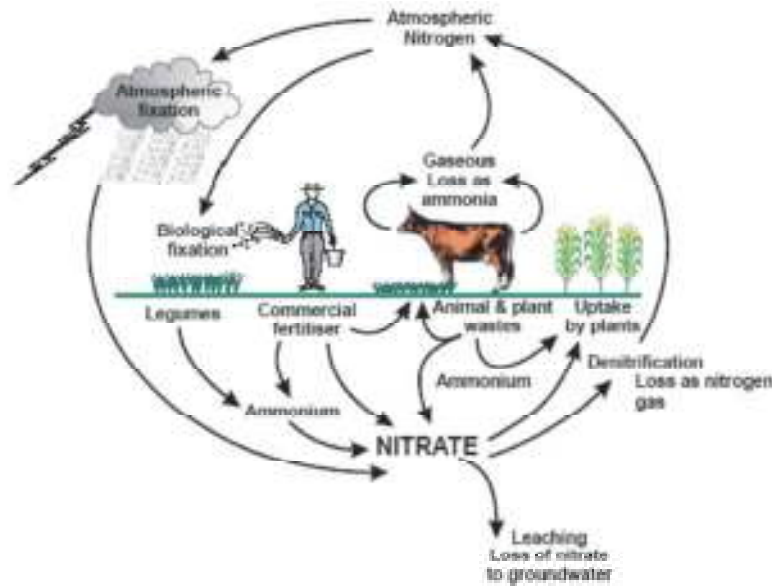 Atmospheric
Nitrogen
Atmospheric
fixation
Gaseous
Loss as
ammonia
Biological
fixation
Legumes
Commercial
fertiliser
Animal & plant
wastes
Uptake
by plants
Denitrification
Loss as nitrogen
gas
Ammonium
Ammonium
NITRATE
Leaching
Loss of nitrate
to groundwater